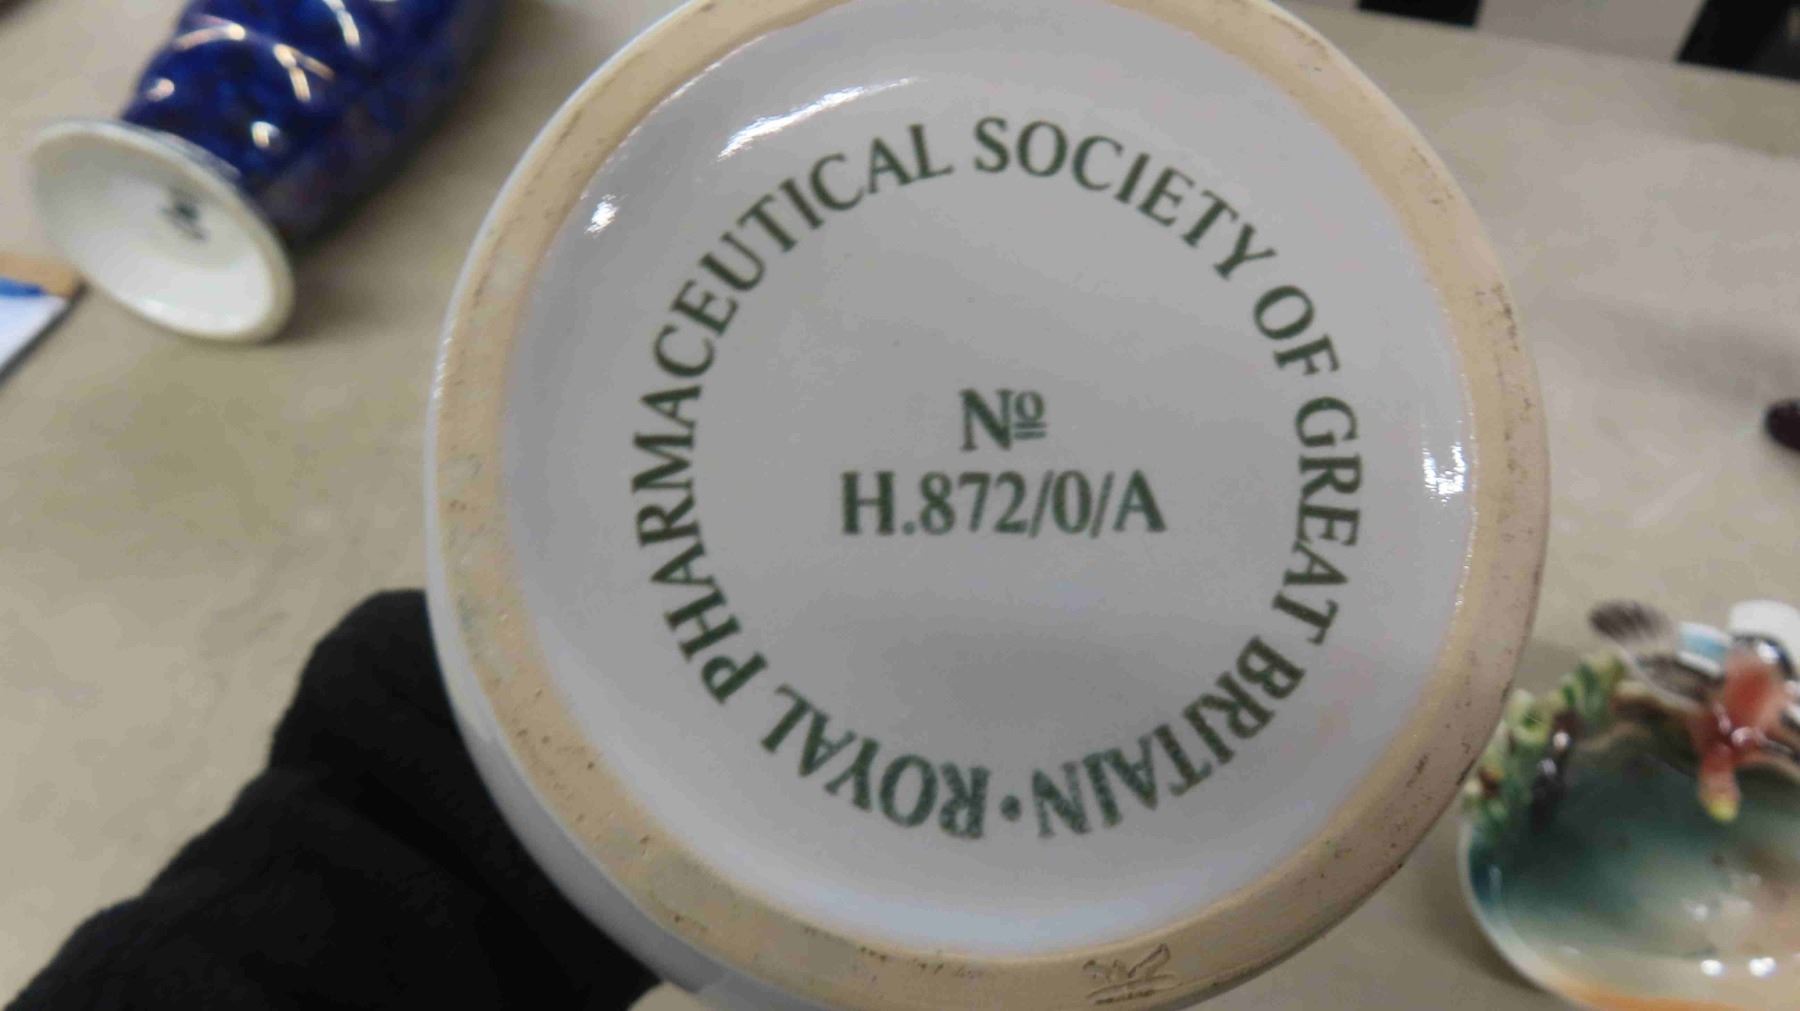 ROYAL PHARMACEUTICAL SOCIETY OF GREAT BRITAIN •
Nº
H.872/0/A